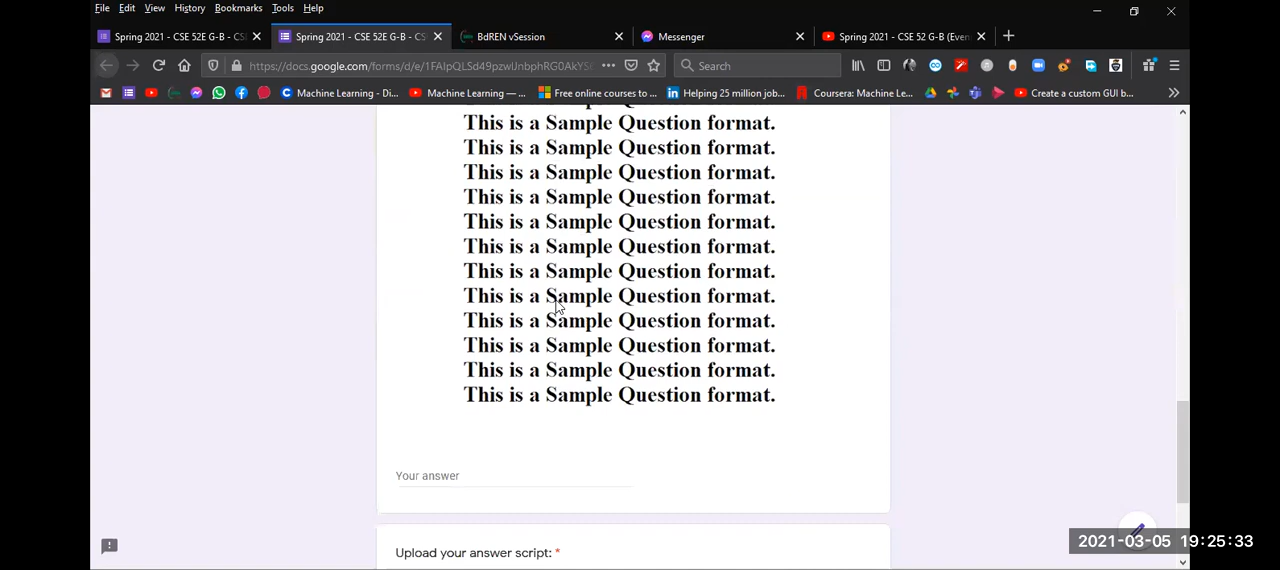 File Edit View History Bookmarks Tools Help
Spring 2021 - CSE 52E G-B - CS
Spring 2021 - CSE 52E G-B - CS
BdREN vSession
Messenger
Spring 2021 - CSE 52 G-B (Even
Search
Machine Learning - Di...
Machine Learning — ...
Free online courses to ...
Helping 25 million job...
Coursera: Machine Le...
Create a custom GUI b...
This is a Sample Question format.
This is a Sample Question format.
This is a Sample Question format.
This is a Sample Question format.
This is a Sample Question format.
This is a Sample Question format.
This is a Sample Question format.
This is a Sample Question format.
This is a Sample Question format.
This is a Sample Question format.
This is a Sample Question format.
This is a Sample Question format.
Your answer
Upload your answer script: *
2021-03-05 19:25:33